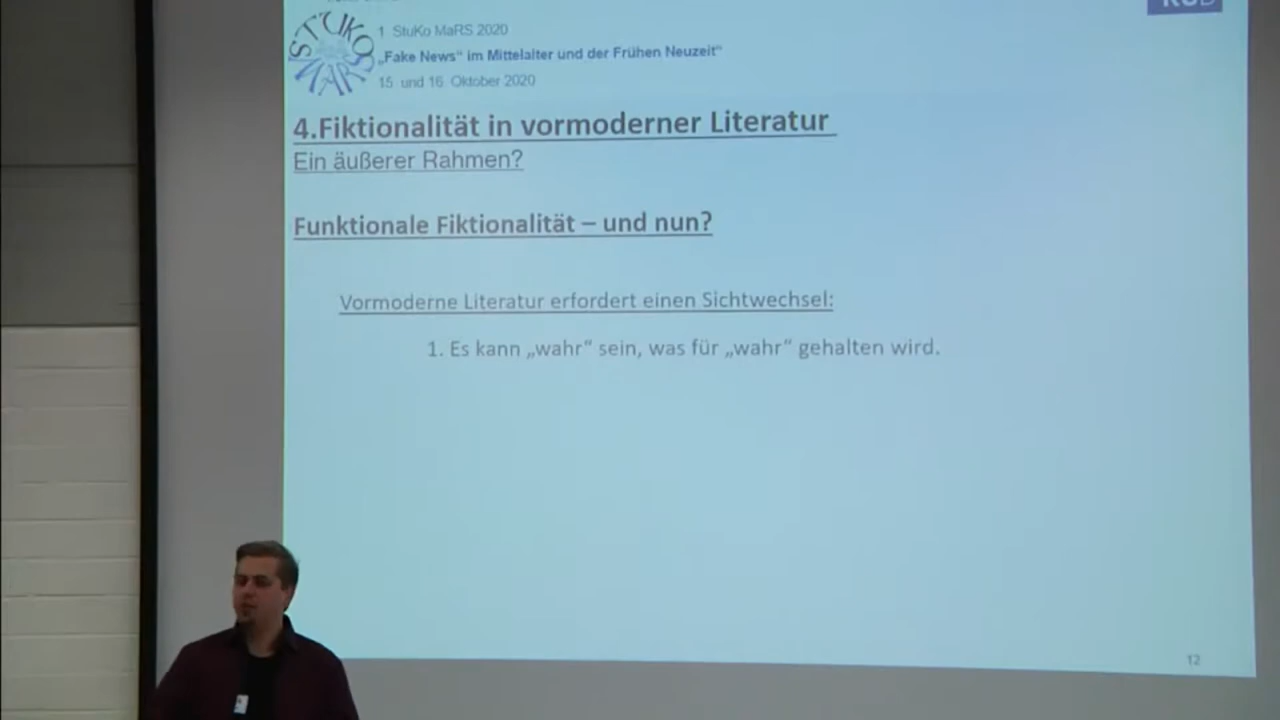 STUKO
MARS
1 StuKo MaRS 2020
„Fake News“ im Mittelalter und der Frühen Neuzeit“
15 und 16 Oktober 2020
4.Fiktionalität in vormoderner Literatur
Ein äußerer Rahmen?
Funktionale Fiktionalität – und nun?
Vormoderne Literatur erfordert einen Sichtwechsel:
1. Es kann „wahr“ sein, was für „wahr“ gehalten wird.
12